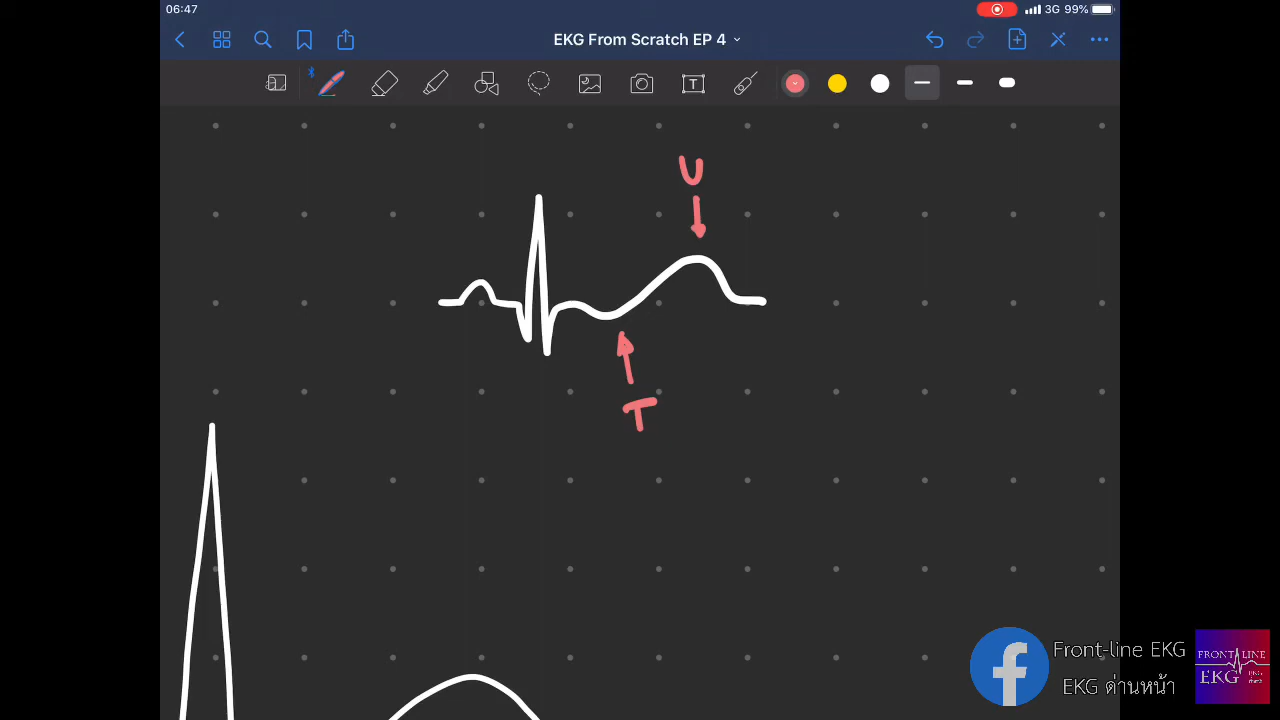 06:47
3G 99%
EKG From Scratch EP 4
T
U
T
Front-line EKG
EKG ด่านหน้า
FRONT LINE
EKG